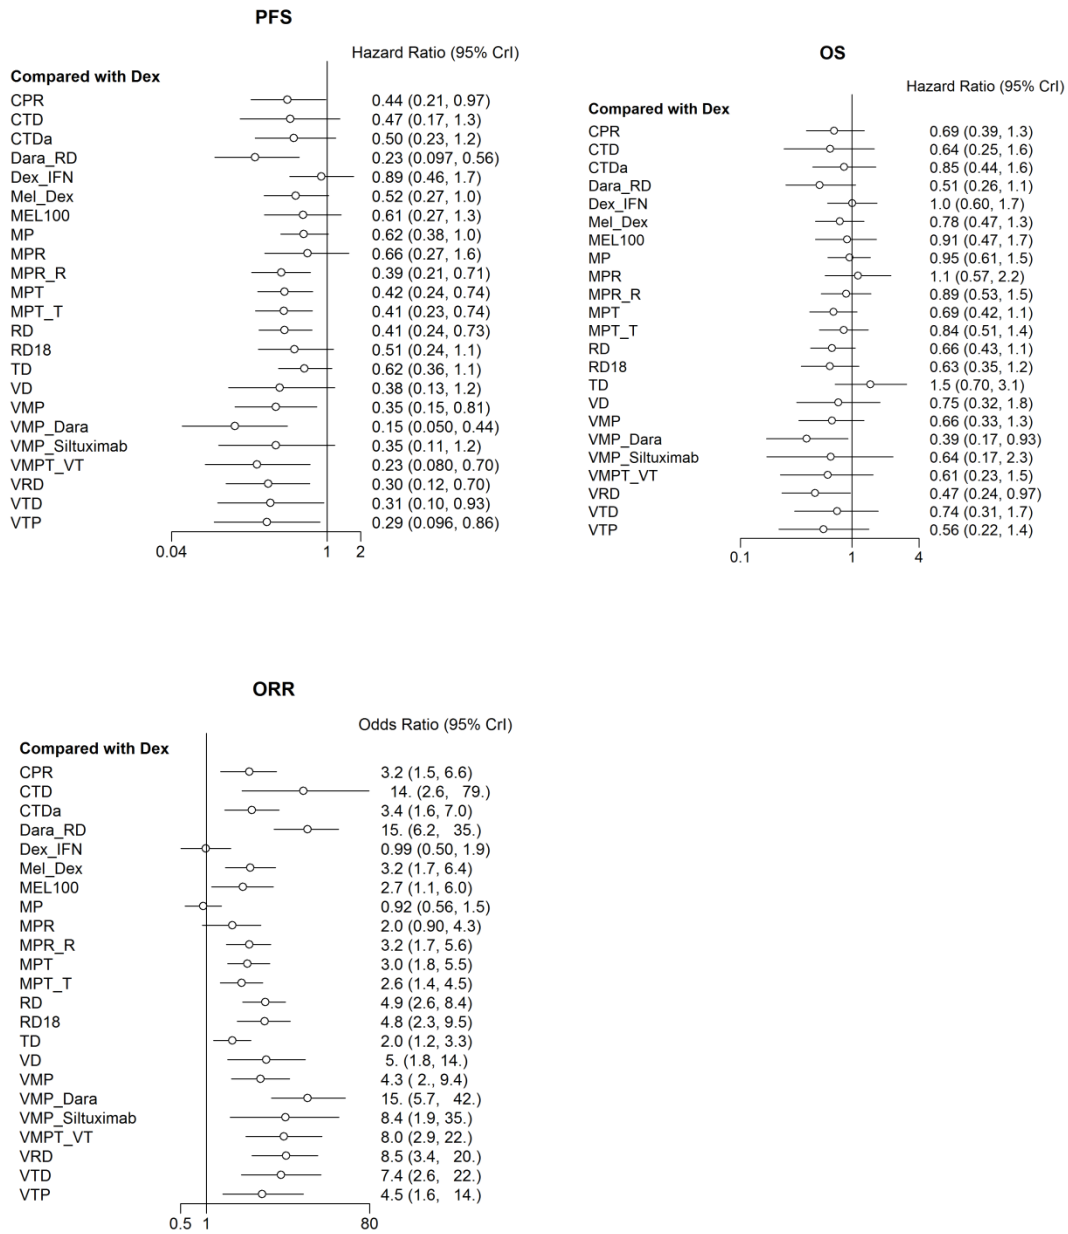 PFS
Hazard Ratio (95% CrI)
Compared with Dex
CPR 0.44 (0.21, 0.97)
CTD 0.47 (0.17, 1.3)
CTDa 0.50 (0.23, 1.2)
Dara_RD 0.23 (0.097, 0.56)
Dex_IFN 0.89 (0.46, 1.7)
Mel_Dex 0.52 (0.27, 1.0)
MEL100 0.61 (0.27, 1.3)
MP 0.62 (0.38, 1.0)
MPR 0.66 (0.27, 1.6)
MPR_R 0.39 (0.21, 0.71)
MPT 0.42 (0.24, 0.74)
MPT_T 0.41 (0.23, 0.74)
RD 0.41 (0.24, 0.73)
RD18 0.51 (0.24, 1.1)
TD 0.62 (0.36, 1.1)
VD 0.38 (0.13, 1.2)
VMP 0.35 (0.15, 0.81)
VMP_Dara 0.15 (0.050, 0.44)
VMP_Siltuximab 0.35 (0.11, 1.2)
VMPT_VT 0.23 (0.080, 0.70)
VRD 0.30 (0.12, 0.70)
VTD 0.31 (0.10, 0.93)
VTP 0.29 (0.096, 0.86)
0.04 1 2
OS
Hazard Ratio (95% CrI)
Compared with Dex
CPR 0.69 (0.39, 1.3)
CTD 0.64 (0.25, 1.6)
CTDa 0.85 (0.44, 1.6)
Dara_RD 0.51 (0.26, 1.1)
Dex_IFN 1.0 (0.60, 1.7)
Mel_Dex 0.78 (0.47, 1.3)
MEL100 0.91 (0.47, 1.7)
MP 0.95 (0.61, 1.5)
MPR 1.1 (0.57, 2.2)
MPR_R 0.89 (0.53, 1.5)
MPT 0.69 (0.42, 1.1)
MPT_T 0.84 (0.51, 1.4)
RD 0.66 (0.43, 1.1)
RD18 0.63 (0.35, 1.2)
TD 1.5 (0.70, 3.1)
VD 0.75 (0.32, 1.8)
VMP 0.66 (0.33, 1.3)
VMP_Dara 0.39 (0.17, 0.93)
VMP_Siltuximab 0.64 (0.17, 2.3)
VMPT_VT 0.61 (0.23, 1.5)
VRD 0.47 (0.24, 0.97)
VTD 0.74 (0.31, 1.7)
VTP 0.56 (0.22, 1.4)
0.1 1 4
ORR
Odds Ratio (95% CrI)
Compared with Dex
CPR 3.2 (1.5, 6.6)
CTD 14. (2.6, 79.)
CTDa 3.4 (1.6, 7.0)
Dara_RD 15. (6.2, 35.)
Dex_IFN 0.99 (0.50, 1.9)
Mel_Dex 3.2 (1.7, 6.4)
MEL100 2.7 (1.1, 6.0)
MP 0.92 (0.56, 1.5)
MPR 2.0 (0.90, 4.3)
MPR_R 3.2 (1.7, 5.6)
MPT 3.0 (1.8, 5.5)
MPT_T 2.6 (1.4, 4.5)
RD 4.9 (2.6, 8.4)
RD18 4.8 (2.3, 9.5)
TD 2.0 (1.2, 3.3)
VD 5. (1.8, 14.)
VMP 4.3 ( 2., 9.4)
VMP_Dara 15. (5.7, 42.)
VMP_Siltuximab 8.4 (1.9, 35.)
VMPT_VT 8.0 (2.9, 22.)
VRD 8.5 (3.4, 20.)
VTD 7.4 (2.6, 22.)
VTP 4.5 (1.6, 14.)
0.5 1 80